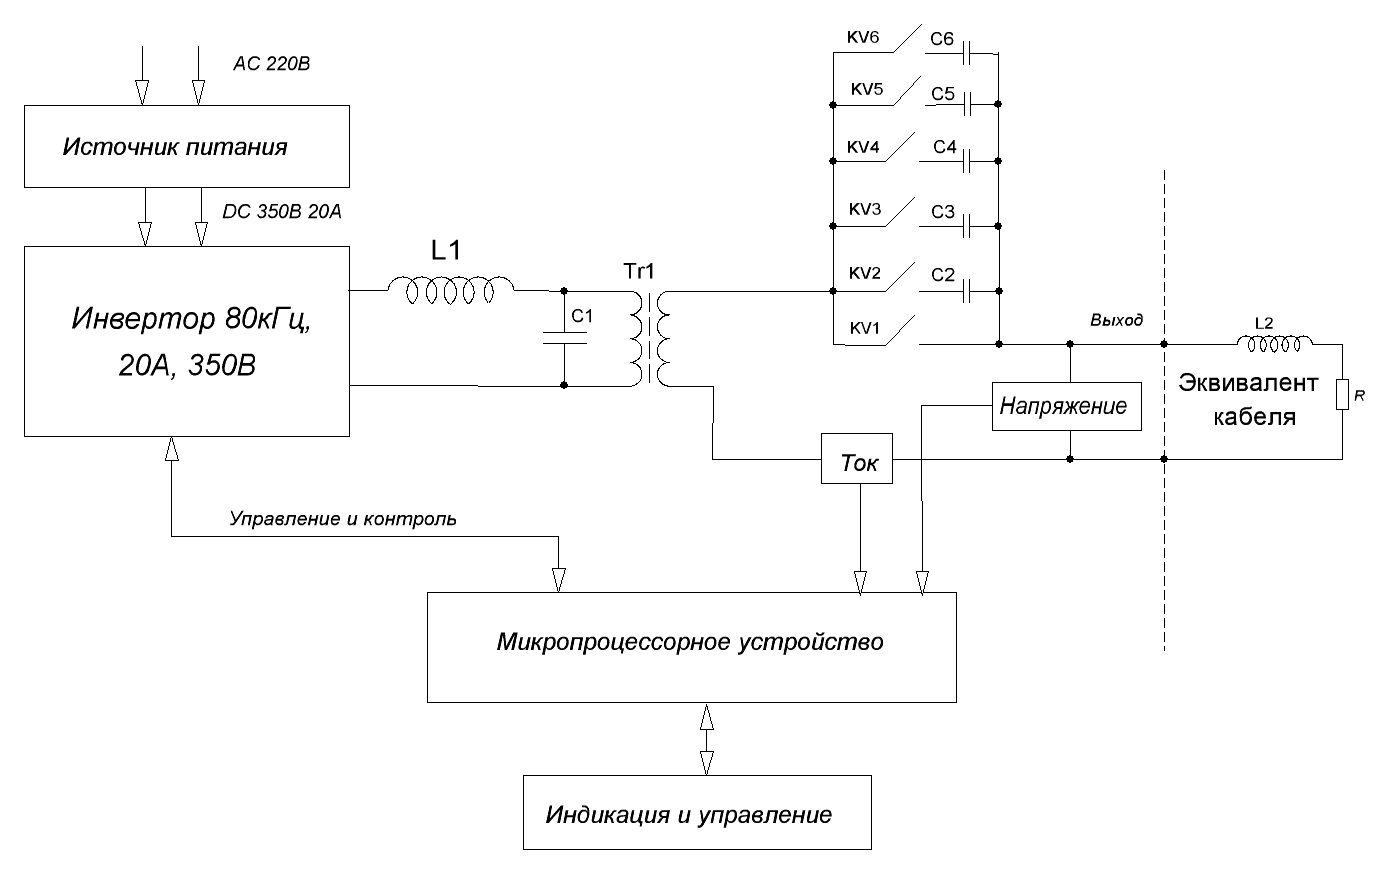 AC 220В
Источник питания
DC 350В 20А
Инвертор 80кГц,
20А, 350В
L1
C1
Tr1
KV6
C6
KV5
C5
KV4
C4
KV3
C3
KV2
C2
KV1
Выход
L2
R
Эквивалент
кабеля
Напряжение
Ток
Управление и контроль
Микропроцессорное устройство
Индикация и управление